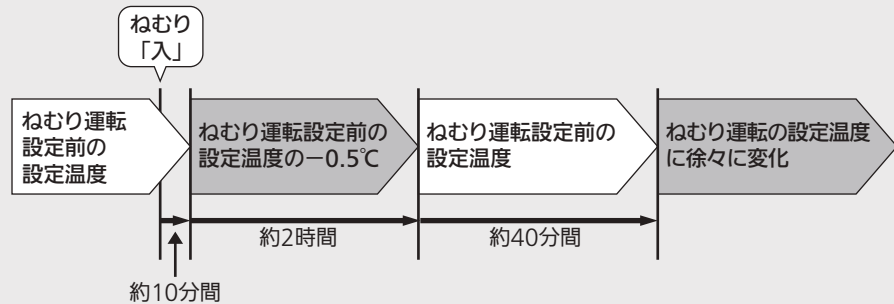 ねむり
「入」
ねむり運転
設定前の
設定温度
ねむり運転設定前の
設定温度の－0.5℃
ねむり運転設定前の
設定温度
ねむり運転の設定温度
に徐々に変化
約2時間
約40分間
約10分間